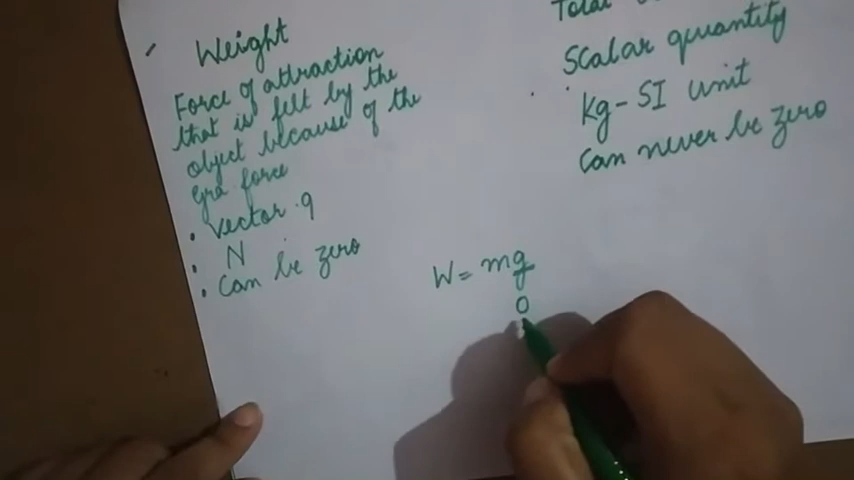 Weight
Force of attraction
that is felt by the
object because of the
gra force
• Vector q
• N
• Can be zero
Total
Scalar quantity
Kg - SI unit
Can never be zero
W = mg
0